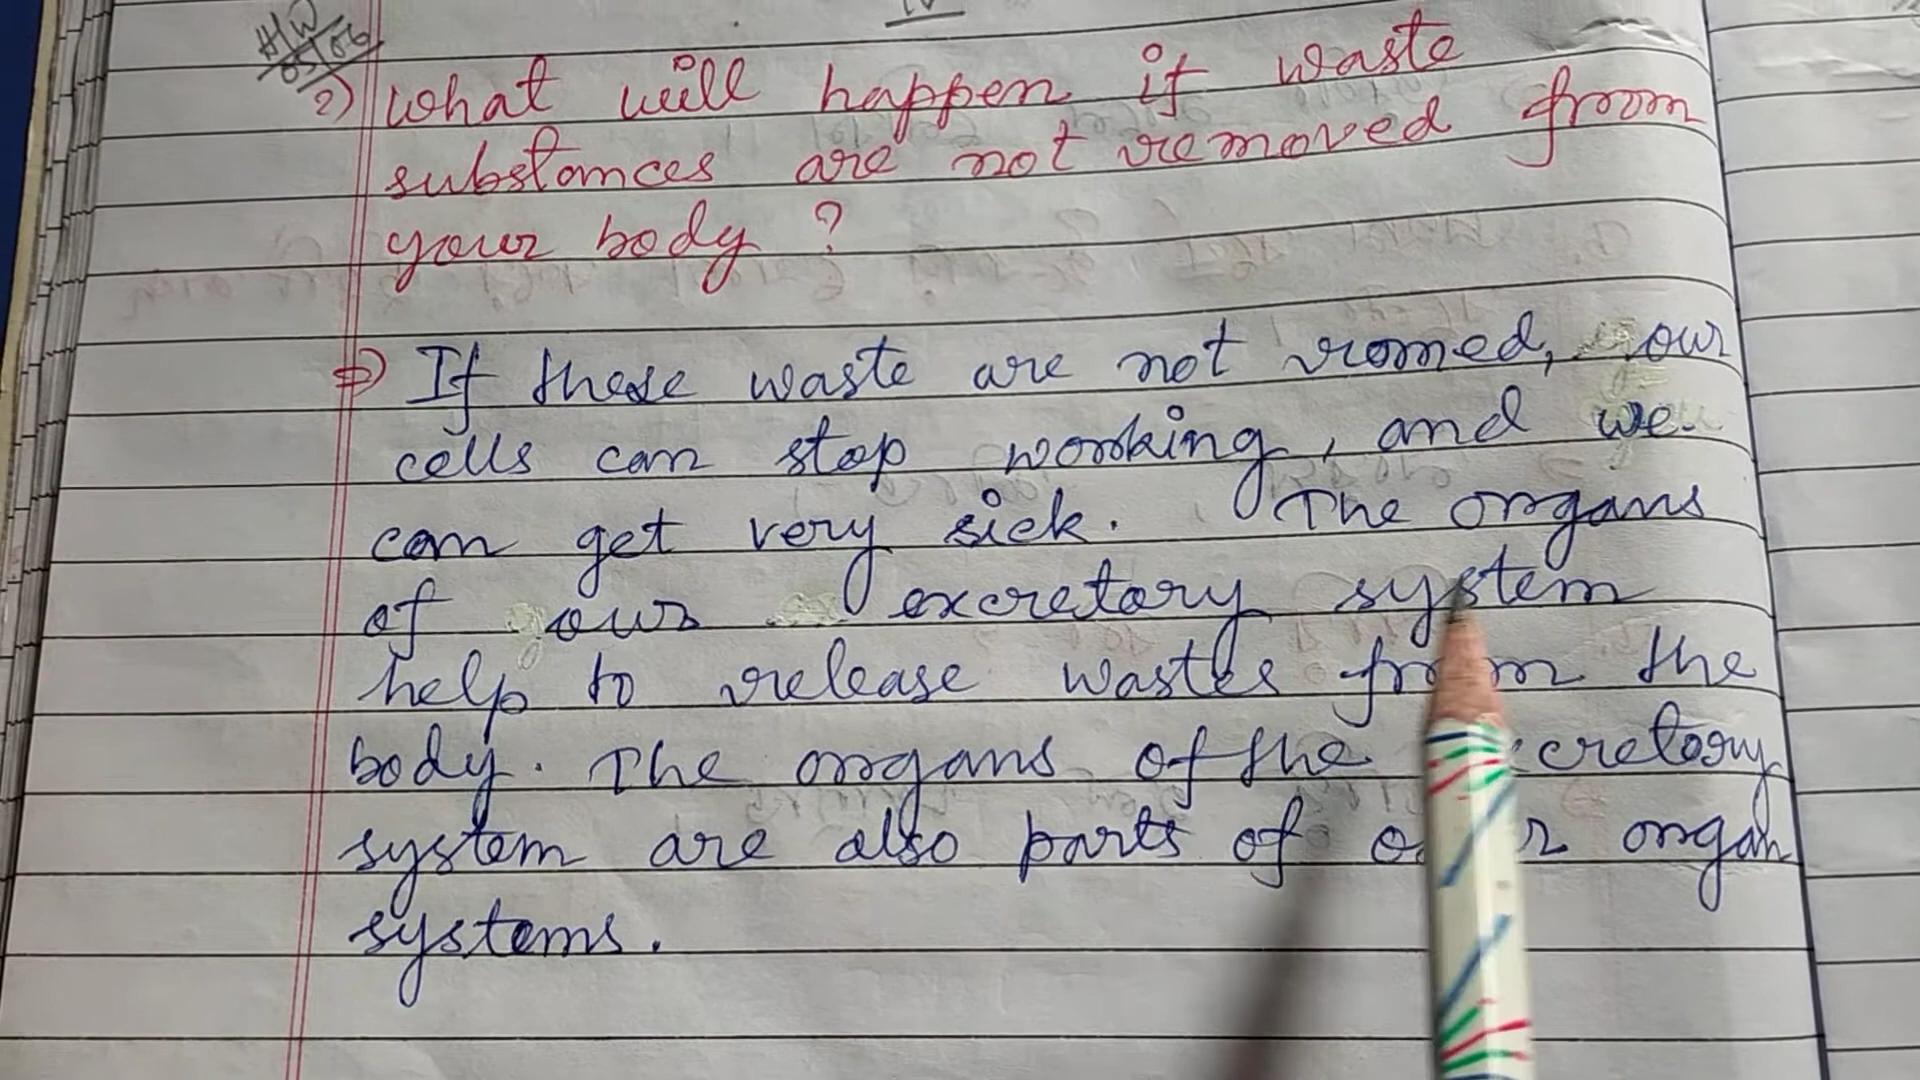 H/W
05/06
2) What will happen if waste
substances are not removed from
your body ?
⇒ If these waste are not romed, our
cells can stop working, and we
can get very sick. The organs
of our excretory system
help to release wastes from the
body. The organs of the cretory
system are also parts of organ
systems.